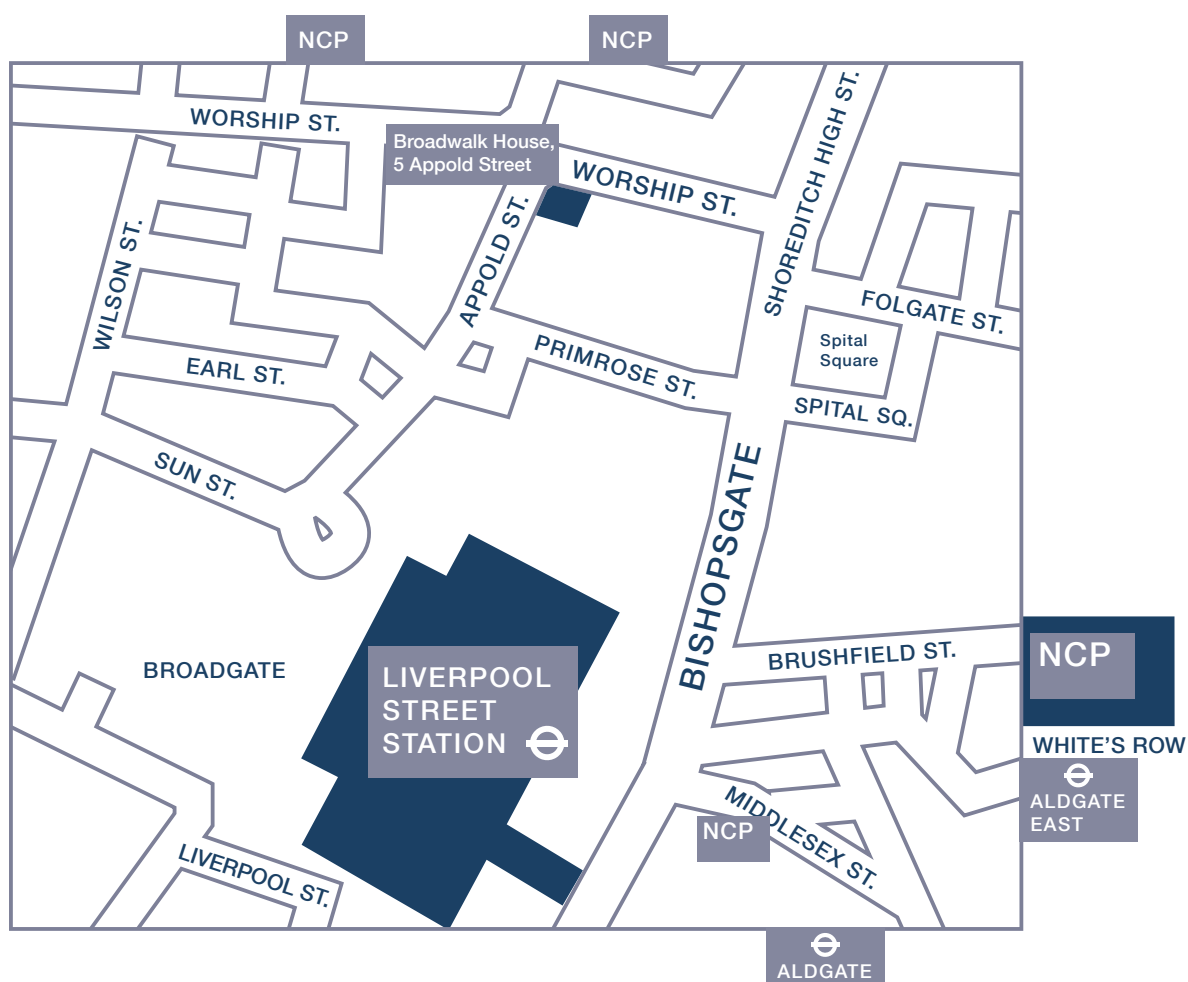 NCP
NCP
WORSHIP ST.
Broadwalk House,
5 Appold Street
WORSHIP ST.
SHOREDITCH HIGH ST.
WILSON ST.
APPOLD ST.
FOLGATE ST.
Spital
Square
PRIMROSE ST.
EARL ST.
SPITAL SQ.
SUN ST.
BISHOPSGATE
BROADGATE
LIVERPOOL
STREET
STATION
BRUSHFIELD ST.
NCP
WHITE'S ROW
ALDGATE
EAST
MIDDLESEX ST.
NCP
LIVERPOOL ST.
ALDGATE